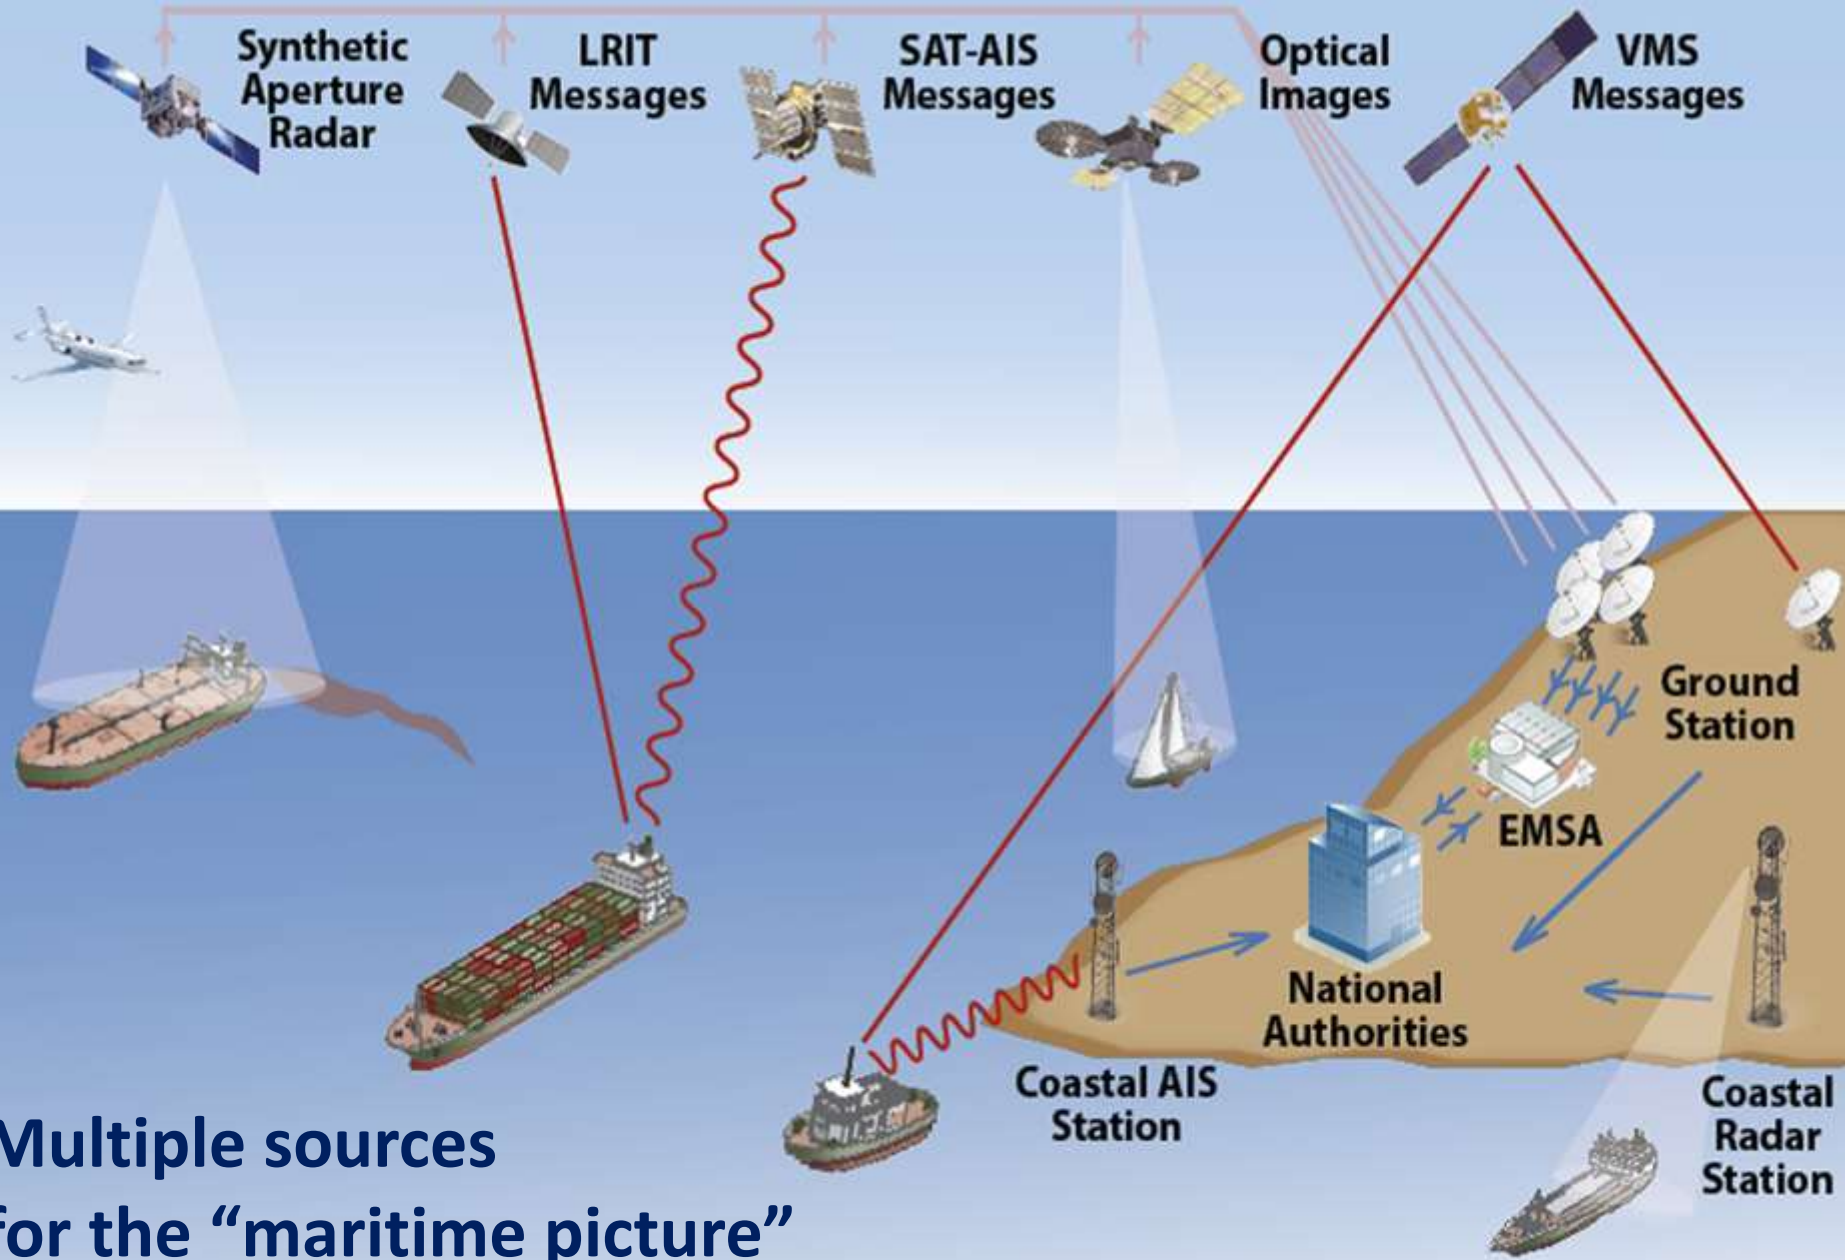 Synthetic
Aperture
Radar
LRIT
Messages
SAT-AIS
Messages
Optical
Images
VMS
Messages
Ground
Station
EMSA
National
Authorities
Coastal AIS
Station
Coastal
Radar
Station
Multiple sources
for the “maritime picture”